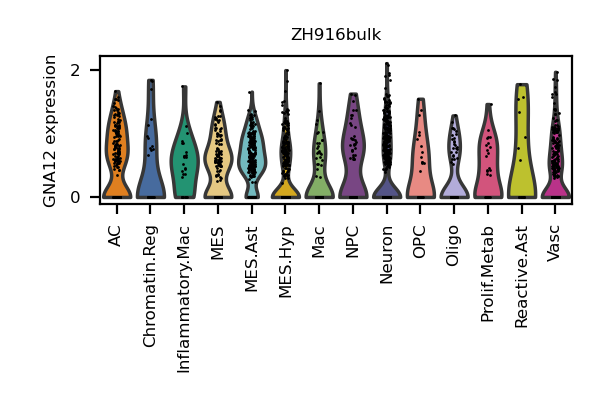 ZH916bulk
GNA12 expression
2
0
AC
Chromatin.Reg
Inflammatory.Mac
MES
MES.Ast
MES.Hyp
Mac
NPC
Neuron
OPC
Oligo
Prolif.Metab
Reactive.Ast
Vasc